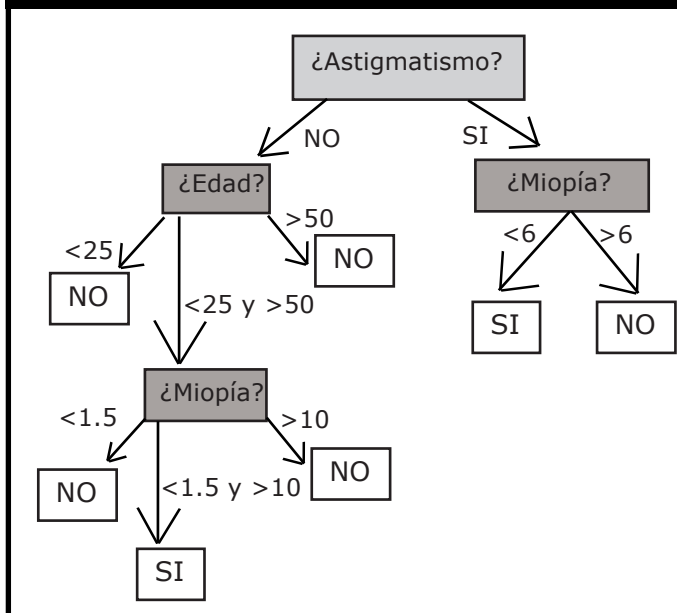 ¿Astigmatismo?
NO
SI
¿Edad?
¿Miopía?
<25
>50
<6
>6
NO
NO
<25 y >50
SI
NO
¿Miopía?
<1.5
>10
NO
NO
<1.5 y >10
SI